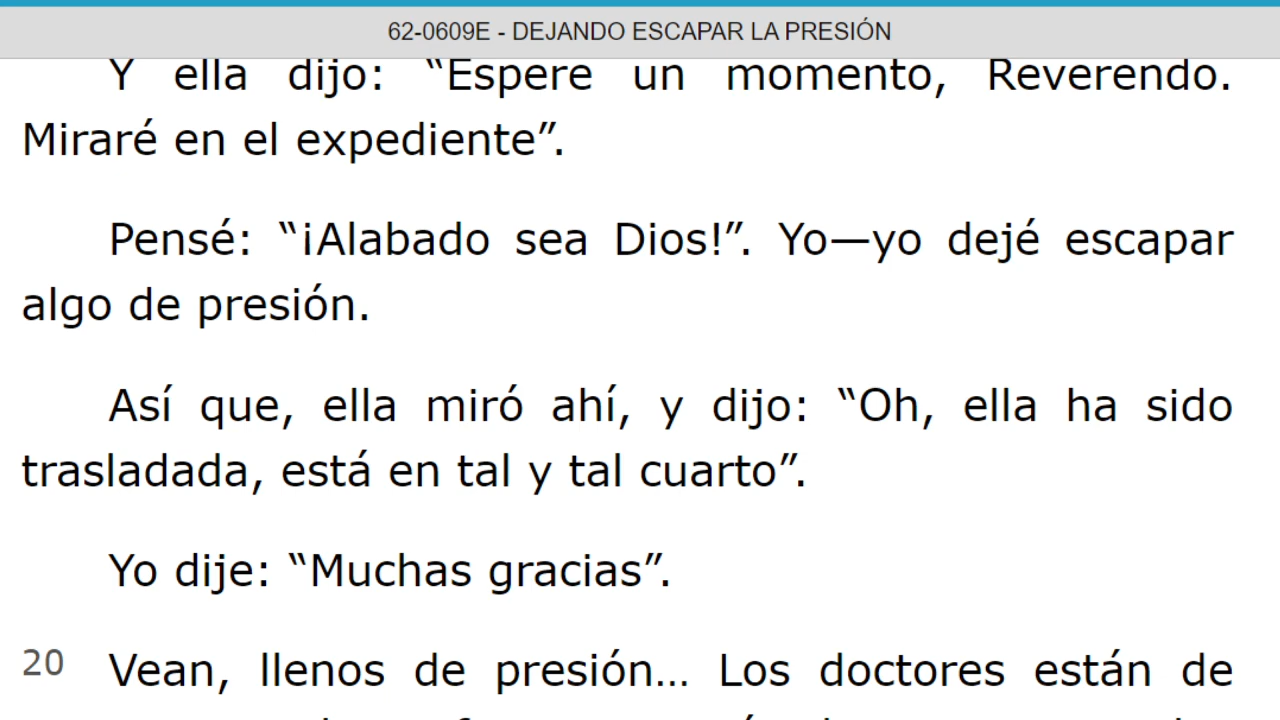 62-0609E - DEJANDO ESCAPAR LA PRESIÓN
Y ella dijo: “Espere un momento, Reverendo.
Miraré en el expediente”.
Pensé: “¡Alabado sea Dios!”. Yo—yo dejé escapar
algo de presión.
Así que, ella miró ahí, y dijo: “Oh, ella ha sido
trasladada, está en tal y tal cuarto”.
Yo dije: “Muchas gracias”.
20 Vean, llenos de presión... Los doctores están de